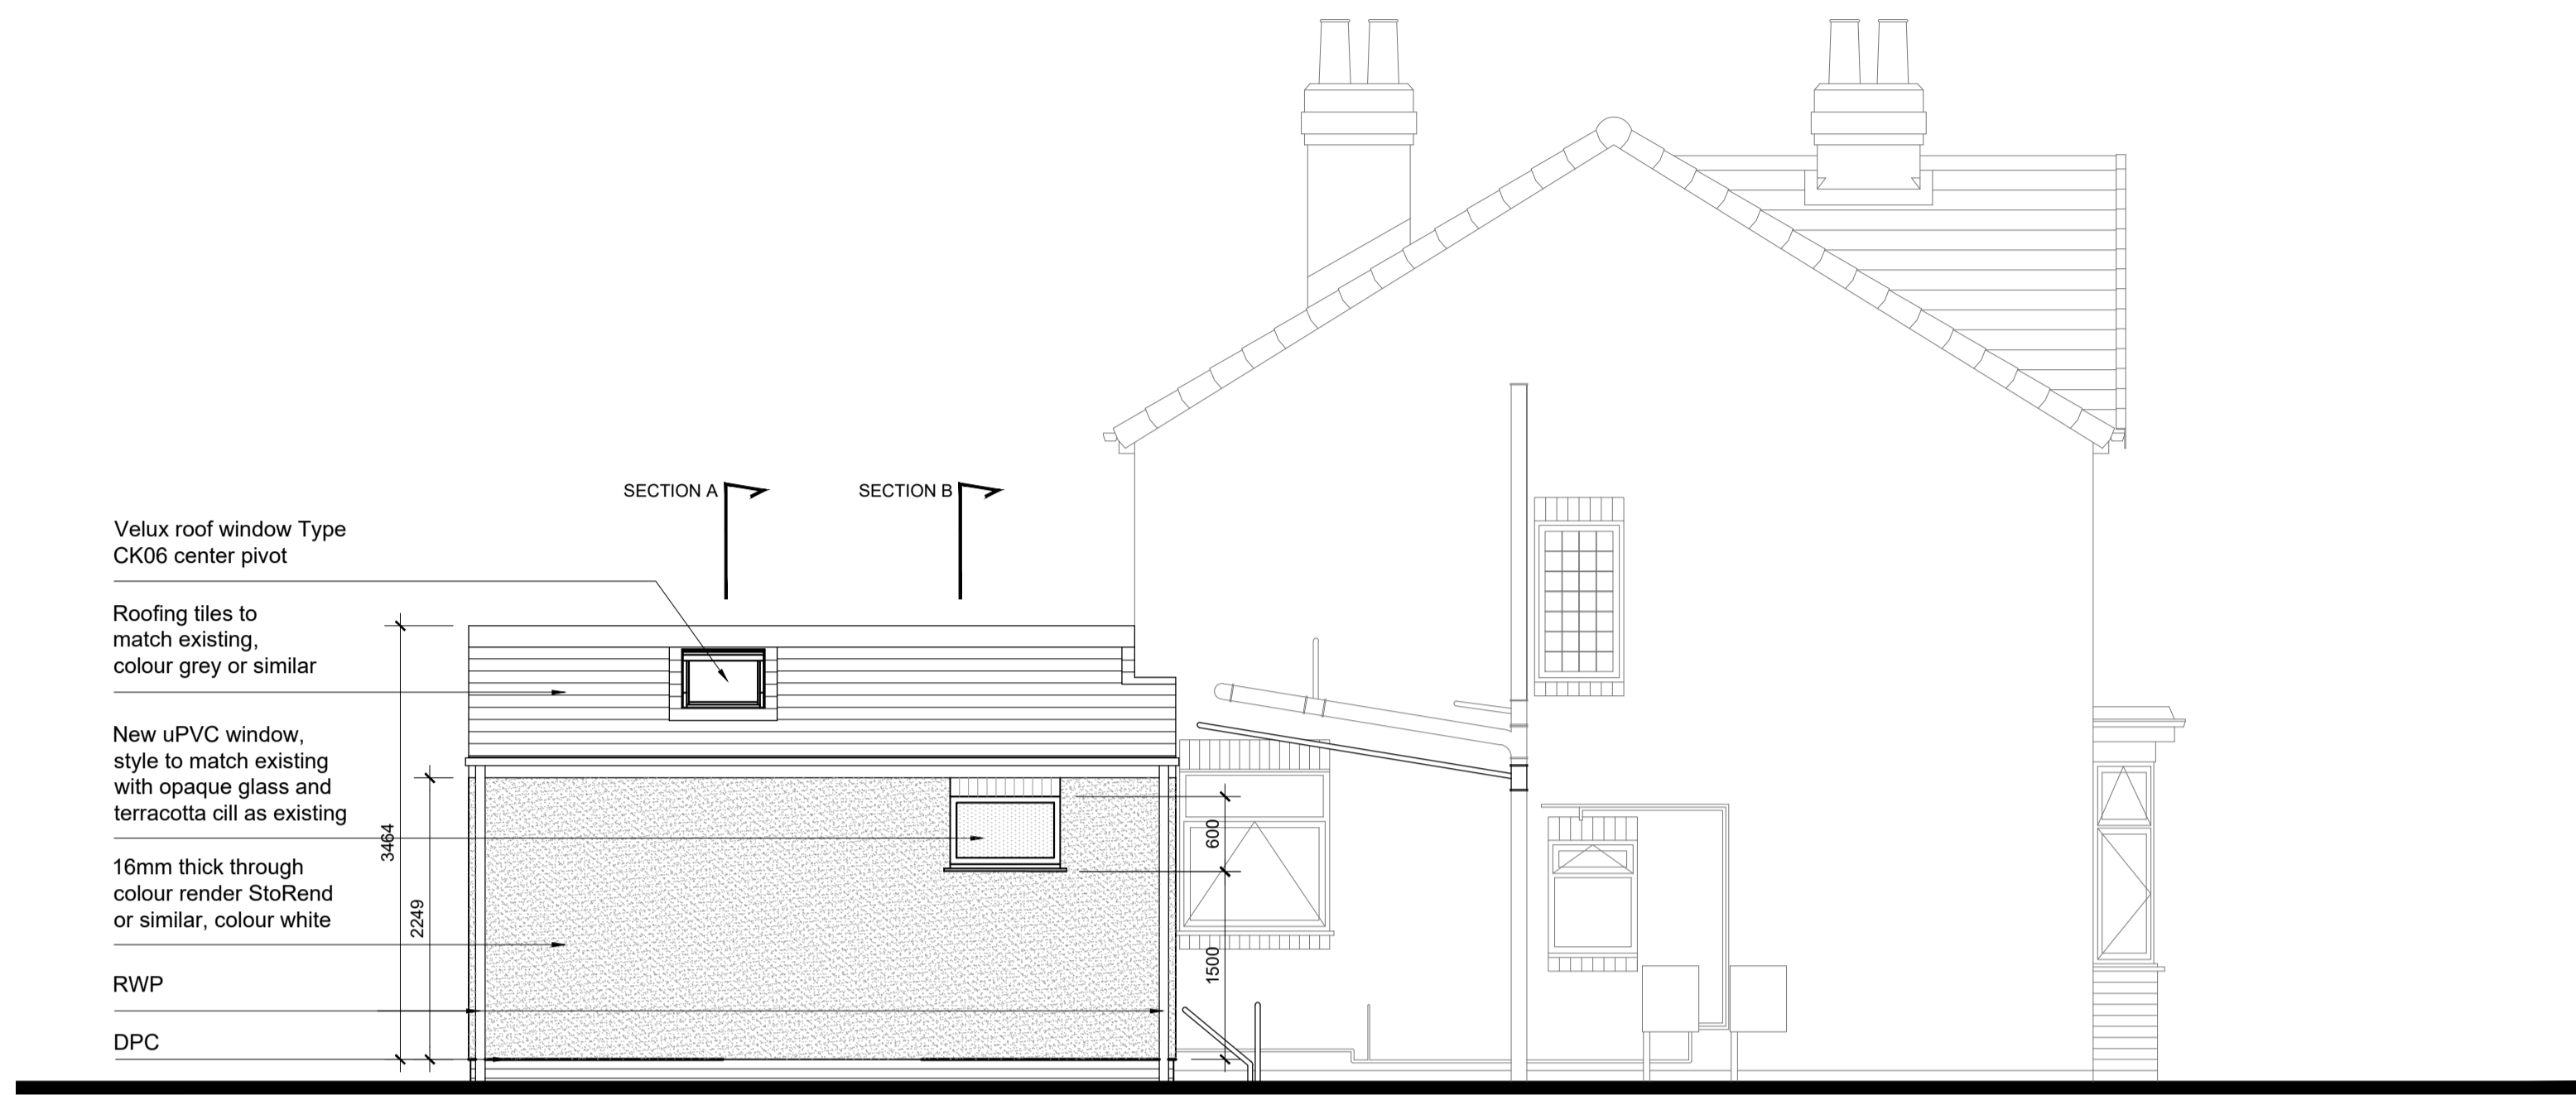 SECTION A
SECTION B
Velux roof window Type
CK06 center pivot
Roofing tiles to
match existing,
colour grey or similar
New uPVC window,
style to match existing
with opaque glass and
terracotta cill as existing
16mm thick through
colour render StoRend
or similar, colour white
RWP
DPC
3464
2249
600
1500